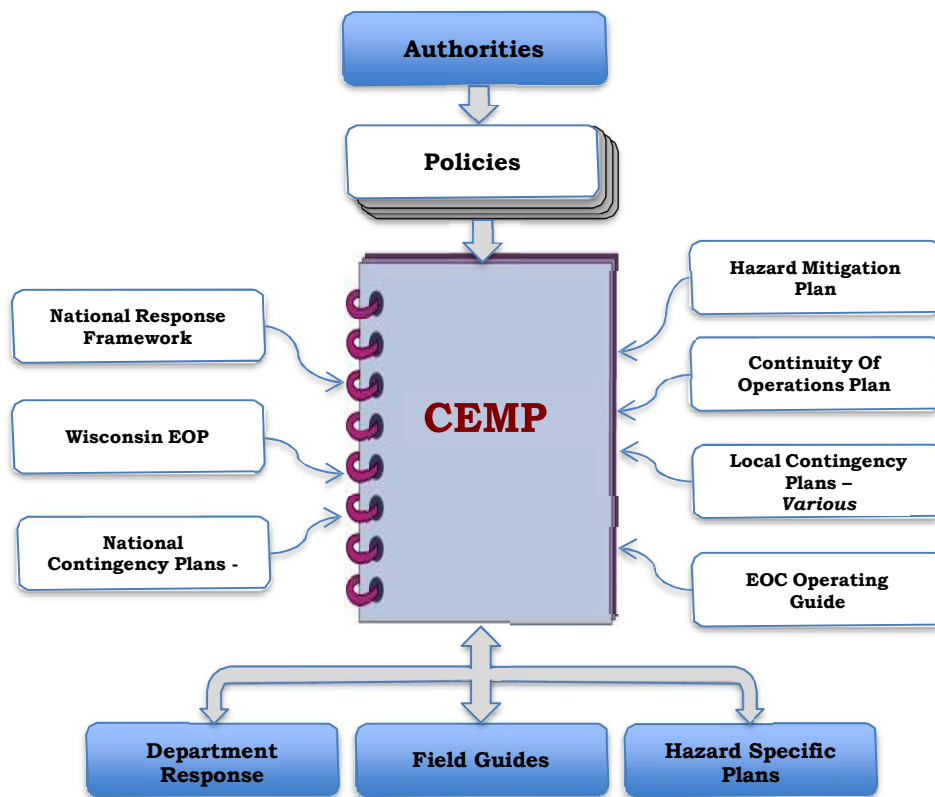 Authorities
Policies
National Response
Framework
Wisconsin EOP
National
Contingency Plans -
CEMP
Hazard Mitigation
Plan
Continuity Of
Operations Plan
Local Contingency
Plans –
Various
EOC Operating
Guide
Department
Response
Field Guides
Hazard Specific
Plans